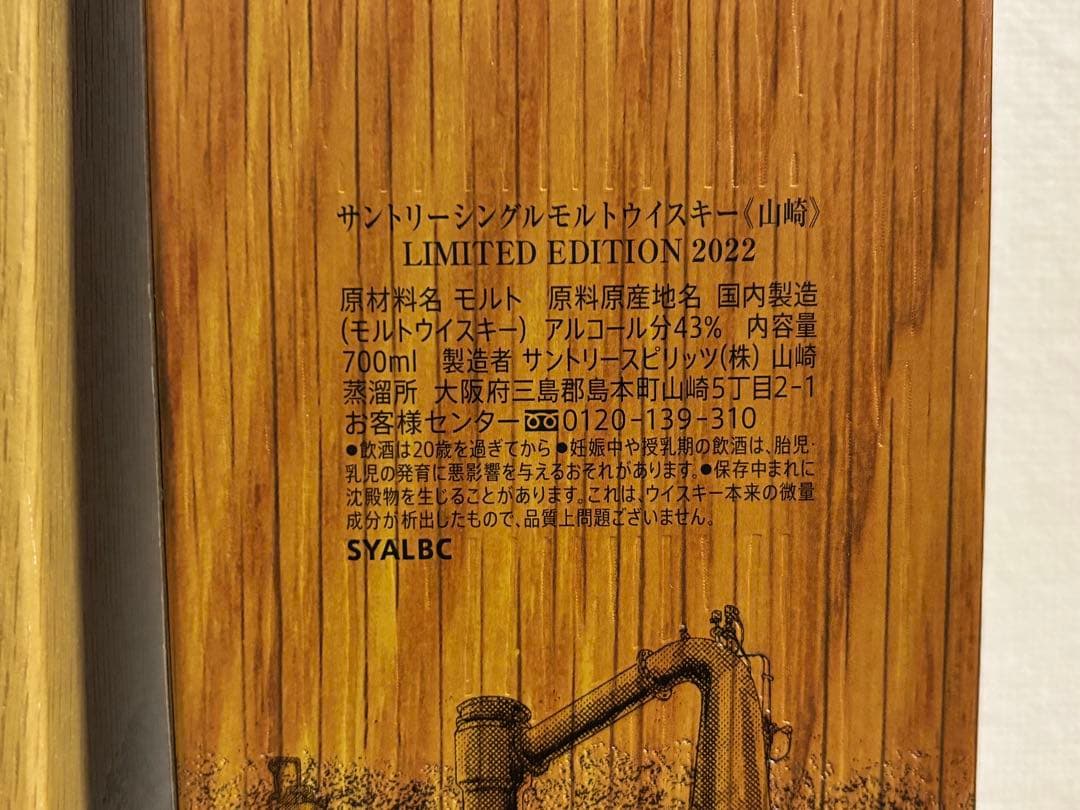 サントリーシングルモルトウイスキー《山崎》
LIMITED EDITION 2022
原材料名 モルト 原料原産地名 国内製造
(モルトウイスキー) アルコール分43% 内容量
700ml 製造者 サントリースピリッツ(株) 山崎
蒸溜所 大阪府三島郡島本町山崎5丁目2-1
お客様センター 0120-139-310
●飲酒は20歳を過ぎてから ●妊娠中や授乳期の飲酒は、胎児・
乳児の発育に悪影響を与えるおそれがあります。●保存中まれに
沈殿物を生じることがあります。これは、ウイスキー本来の微量
成分が析出したもので、品質上問題ございません。
SYALBC